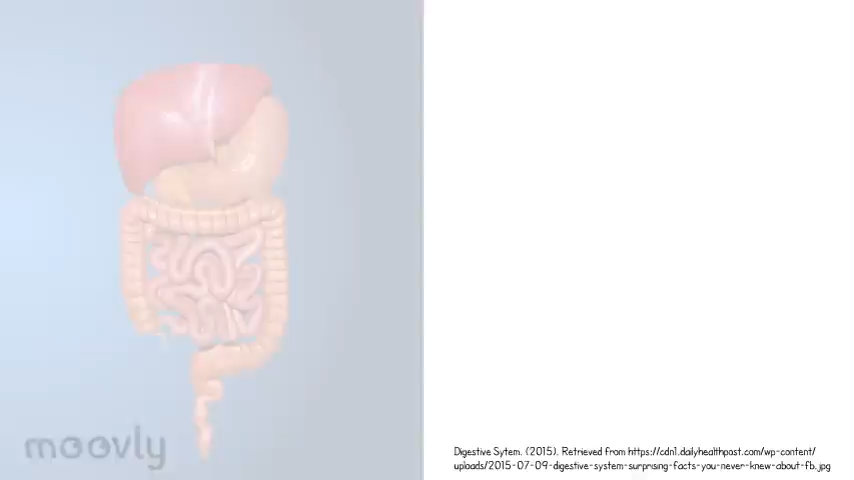 moovly
Digestive Sytem. (2015). Retrieved from https://cdn1.dailyhealthpost.com/wp-content/
uploads/2015-07-09-digestive-system-surprising-facts-you-never-knew-about-fb.jpg